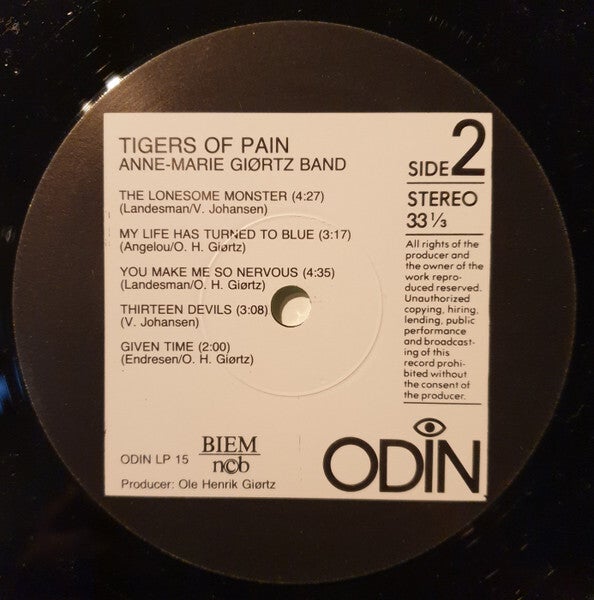 TIGERS OF PAIN
ANNE-MARIE GIØRTZ BAND
THE LONESOME MONSTER (4:27)
(Landesman/V. Johansen)
MY LIFE HAS TURNED TO BLUE (3:17)
(Angelou/O. H. Giørtz)
YOU MAKE ME SO NERVOUS (4:35)
(Landesman/O. H. Giørtz)
THIRTEEN DEVILS (3:08)
(V. Johansen)
GIVEN TIME (2:00)
(Endresen/O. H. Giørtz)
SIDE 2
STEREO
33 1/3
All rights of the
producer and
the owner of the
work repro-
duced reserved.
Unauthorized
copying, hiring,
lending, public
performance
and broadcast-
ing of this
record prohi-
bited without
the consent of
the producer.
ODIN LP 15
BIEM
ncb
Producer: Ole Henrik Giørtz
ODIN